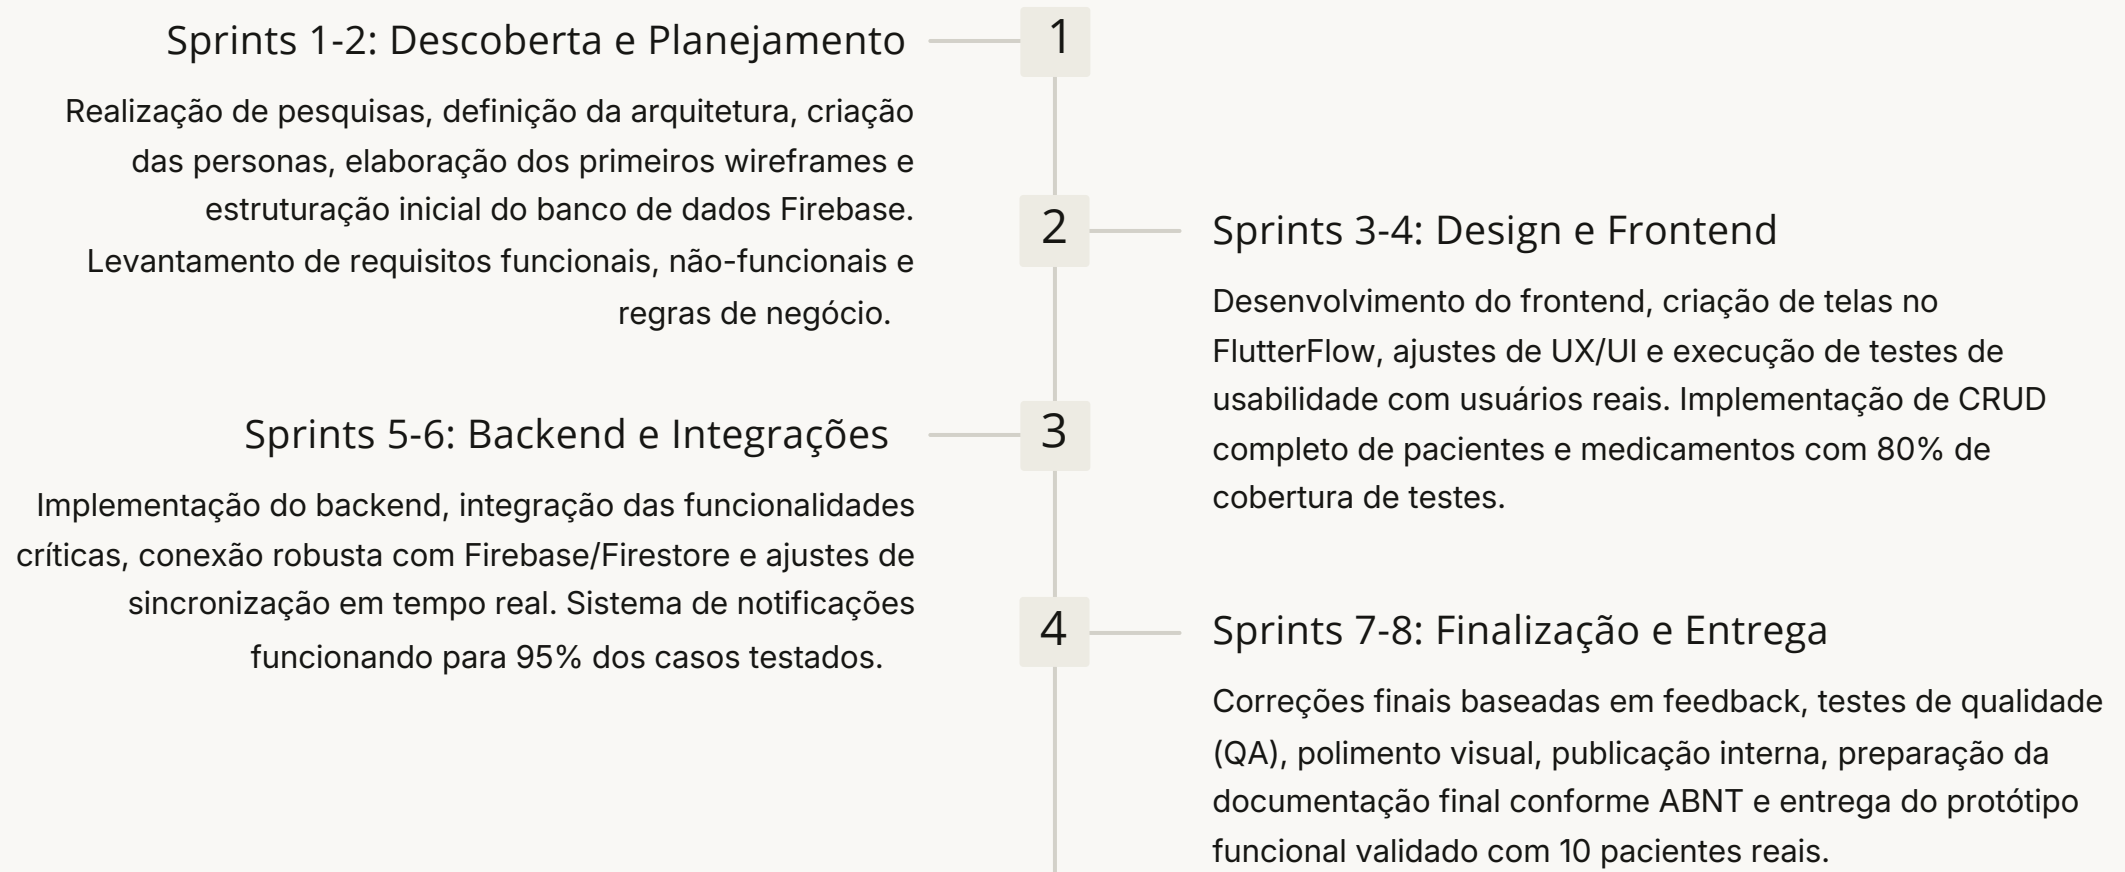 Sprints 1-2: Descoberta e Planejamento
1
Realização de pesquisas, definição da arquitetura, criação
das personas, elaboração dos primeiros wireframes e
estruturação inicial do banco de dados Firebase.
Levantamento de requisitos funcionais, não-funcionais e
regras de negócio.
2
Sprints 3-4: Design e Frontend
Desenvolvimento do frontend, criação de telas no
FlutterFlow, ajustes de UX/UI e execução de testes de
usabilidade com usuários reais. Implementação de CRUD
completo de pacientes e medicamentos com 80% de
cobertura de testes.
Sprints 5-6: Backend e Integrações
3
Implementação do backend, integração das funcionalidades
críticas, conexão robusta com Firebase/Firestore e ajustes de
sincronização em tempo real. Sistema de notificações
funcionando para 95% dos casos testados.
4
Sprints 7-8: Finalização e Entrega
Correções finais baseadas em feedback, testes de qualidade
(QA), polimento visual, publicação interna, preparação da
documentação final conforme ABNT e entrega do protótipo
funcional validado com 10 pacientes reais.